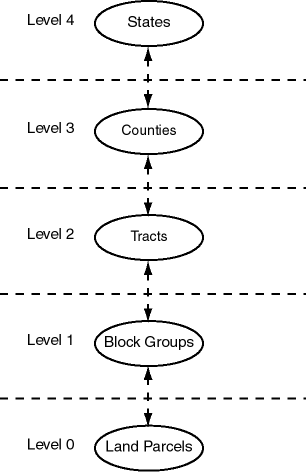 Level 4 States
Level 3 Counties
Level 2 Tracts
Level 1 Block Groups
Level 0 Land Parcels